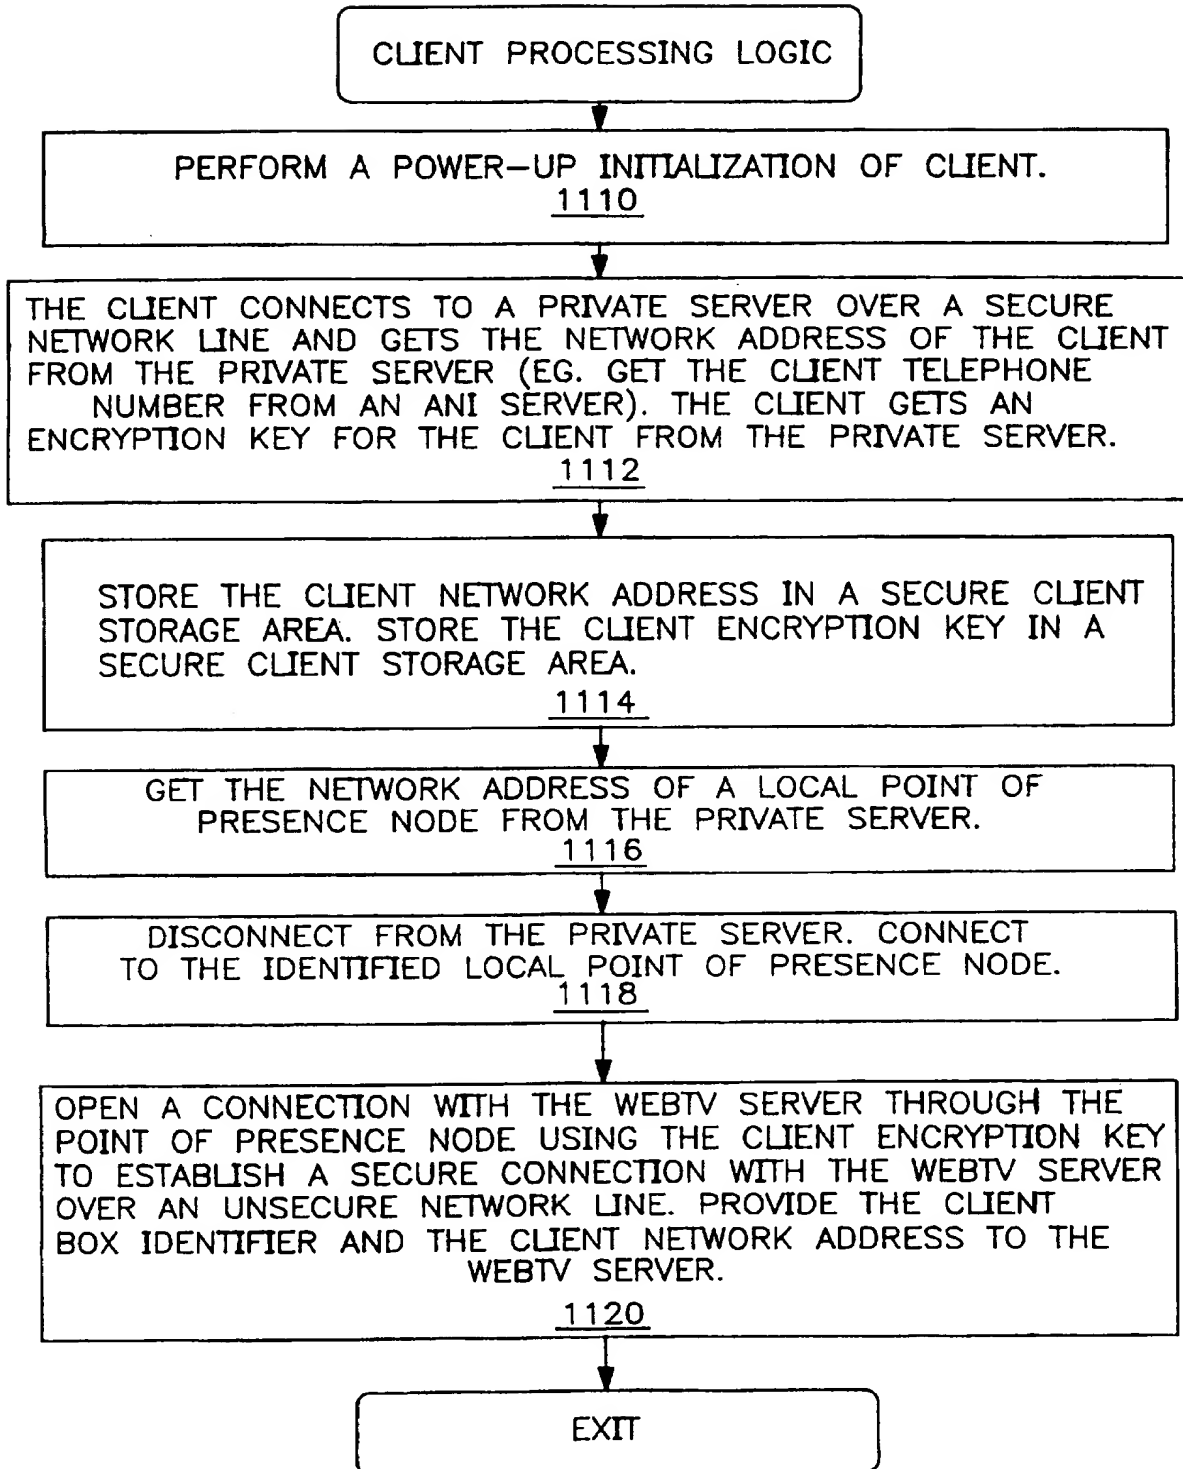 CLIENT PROCESSING LOGIC
PERFORM A POWER-UP INITIALIZATION OF CLIENT.
1110
THE CLIENT CONNECTS TO A PRIVATE SERVER OVER A SECURE
NETWORK LINE AND GETS THE NETWORK ADDRESS OF THE CLIENT
FROM THE PRIVATE SERVER (EG. GET THE CLIENT TELEPHONE
NUMBER FROM AN ANI SERVER). THE CLIENT GETS AN
ENCRYPTION KEY FOR THE CLIENT FROM THE PRIVATE SERVER.
1112
STORE THE CLIENT NETWORK ADDRESS IN A SECURE CLIENT
STORAGE AREA. STORE THE CLIENT ENCRYPTION KEY IN A
SECURE CLIENT STORAGE AREA.
1114
GET THE NETWORK ADDRESS OF A LOCAL POINT OF
PRESENCE NODE FROM THE PRIVATE SERVER.
1116
DISCONNECT FROM THE PRIVATE SERVER. CONNECT
TO THE IDENTIFIED LOCAL POINT OF PRESENCE NODE.
1118
OPEN A CONNECTION WITH THE WEBTV SERVER THROUGH THE
POINT OF PRESENCE NODE USING THE CLIENT ENCRYPTION KEY
TO ESTABLISH A SECURE CONNECTION WITH THE WEBTV SERVER
OVER AN UNSECURE NETWORK LINE. PROVIDE THE CLIENT
BOX IDENTIFIER AND THE CLIENT NETWORK ADDRESS TO THE
WEBTV SERVER.
1120
EXIT